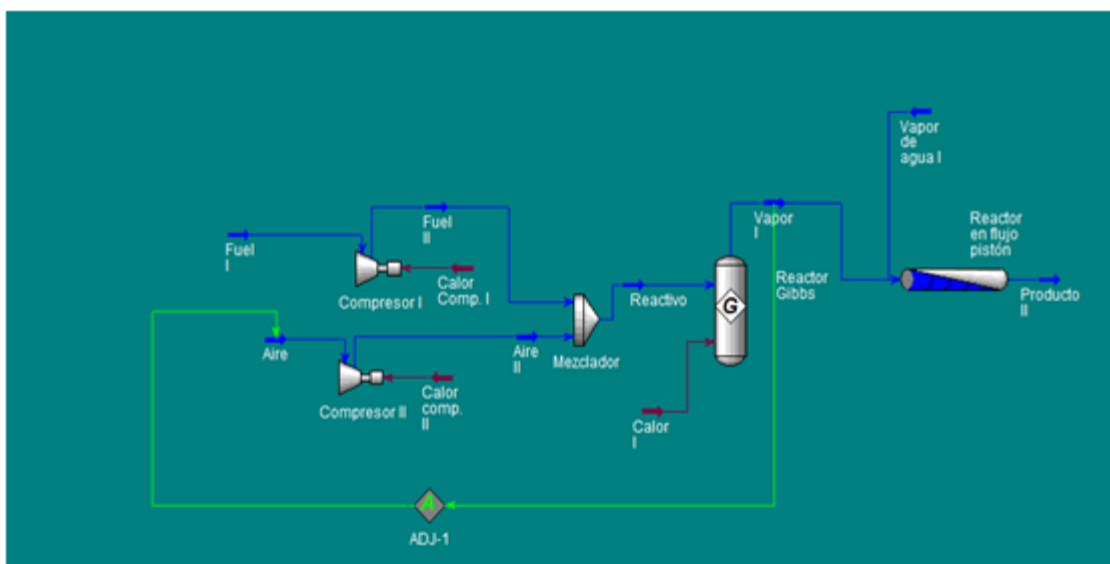 Vapor
de
agua I
Fuel
II
Vapor
I
Reactor
en flujo
pistón
Fuel
I
Calor
Comp. I
Compresor I
Reactivo
Reactor
Gibbs
G
Producto
II
Aire
Aire
II
Mezclador
Compresor II
Calor
comp.
II
Calor
I
A
ADJ-1